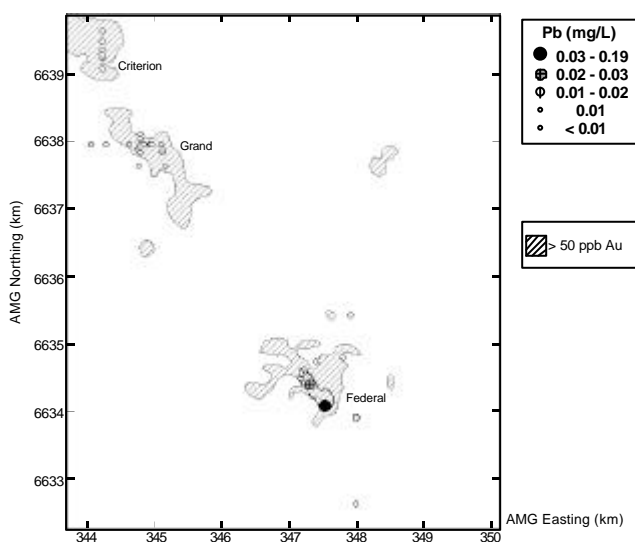 Pb (mg/L)
0.03 - 0.19
0.02 - 0.03
0.01 - 0.02
0.01
< 0.01
> 50 ppb Au
AMG Northing (km)
6639
6638
6637
6636
6635
6634
6633
Criterion
Grand
Federal
344
345
346
347
348
349
350
AMG Easting (km)